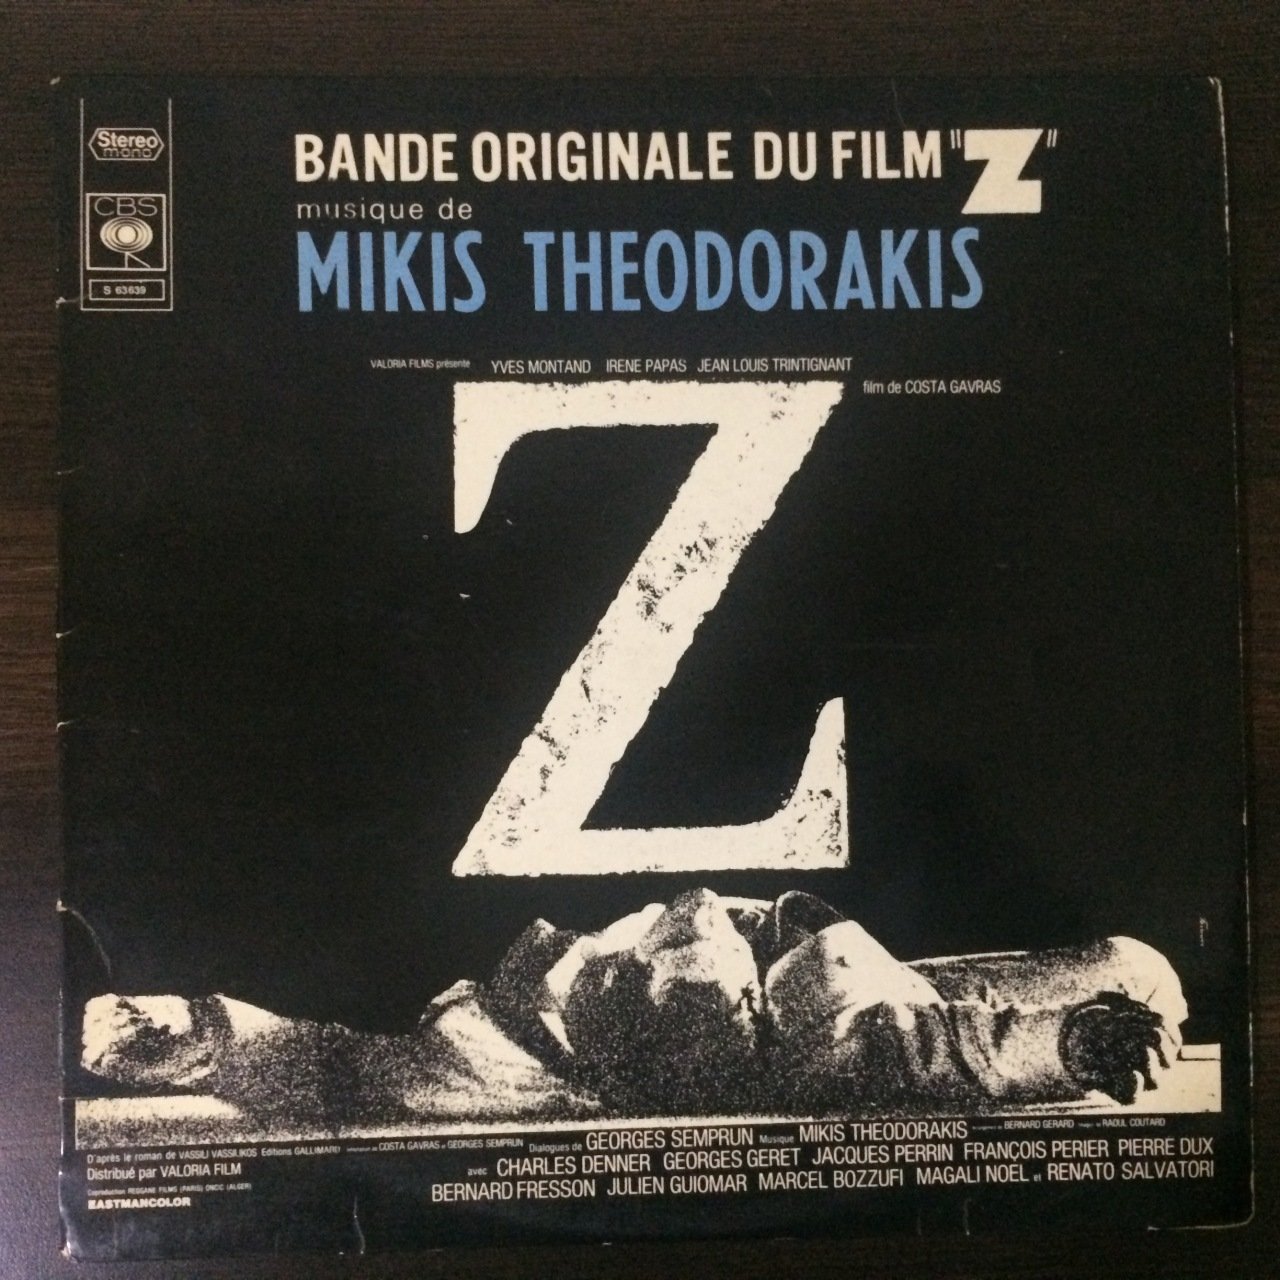 Stereo
mono
CBS
S 63639
BANDE ORIGINALE DU FILM "Z"
musique de
MIKIS THEODORAKIS
VALORIA FILMS présente YVES MONTAND IRENE PAPAS JEAN LOUIS TRINTIGNANT
film de COSTA GAVRAS
Z
D'après le roman de VASSILI VASSILIKOS Editions GALLIMARD COSTA GAVRAS et GEORGES SEMPRUN Dialogues de GEORGES SEMPRUN Musique MIKIS THEODORAKIS BERNARD GERARD RAOUL COUTARD
Distribué par VALORIA FILM
avec CHARLES DENNER GEORGES GERET JACQUES PERRIN FRANÇOIS PERIER PIERRE DUX
Coproduction REGGANE FILMS (PARIS) ONCIC (ALGER)
BERNARD FRESSON JULIEN GUIOMAR MARCEL BOZZUFI MAGALI NOEL et RENATO SALVATORI
EASTMANCOLOR